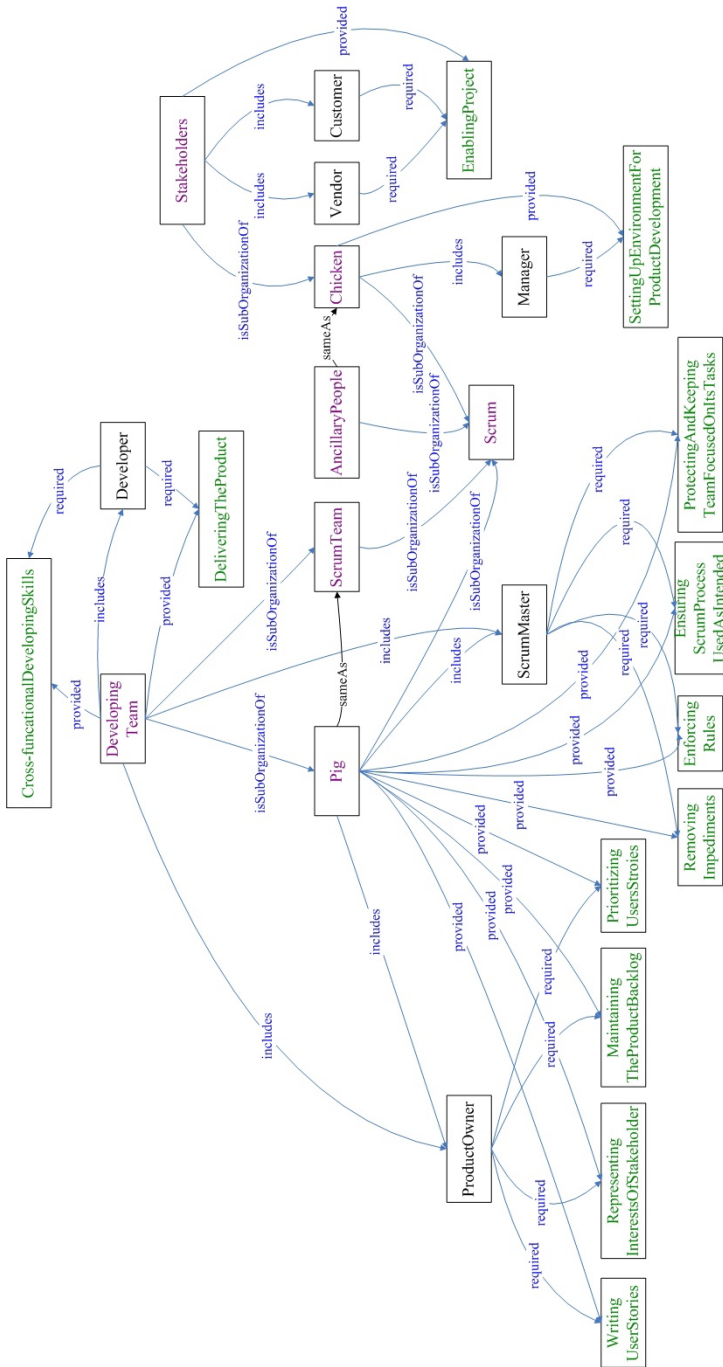 Cross-funcationalDevelopingSkills
provided
required
Developing
Team
includes
Developer
provided
required
DeliveringTheProduct
Stakeholders
includes
isSubOrganizationOf
isSubOrganizationOf
includes
isSubOrganizationOf
includes
includes
provided
Pig
sameAs
ScrumTeam
AncillaryPeople
sameAs
Chicken
Vendor
Customer
includes
includes
isSubOrganizationOf
isSubOrganizationOf
isSubOrganizationOf
isSubOrganizationOf
includes
required
required
provided
ProductOwner
ScrumMaster
Scrum
Manager
EnablingProject
required
required
required
required
provided
provided
provided
provided
provided
provided
provided
provided
required
required
required
required
required
Writing
UserStories
Representing
InterestsOfStakeholder
Maintaining
TheProductBacklog
Prioritizing
UsersStroies
Removing
Impediments
Enforcing
Rules
Ensuring
ScrumProcess
UsedAsIntended
ProtectingAndKeeping
TeamFocusedOnItsTasks
SettingUpEnvironmentFor
ProductDevelopment